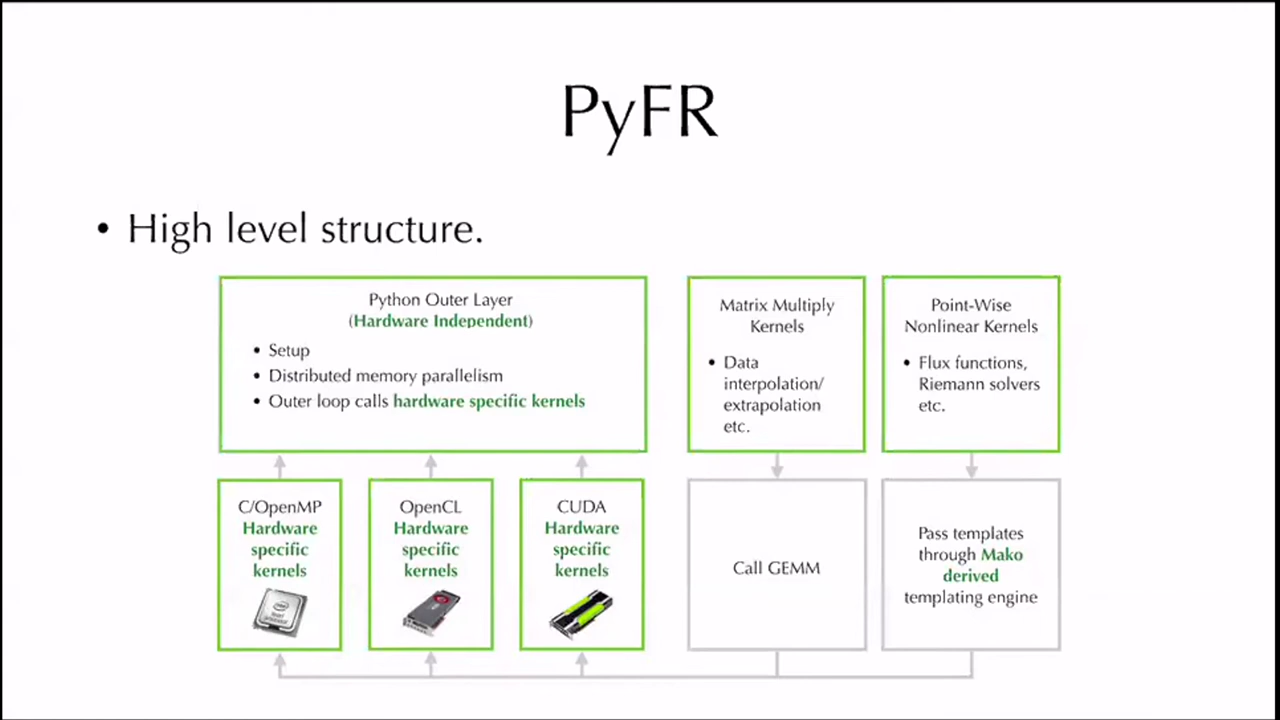 PyFR
• High level structure.
Python Outer Layer
(Hardware Independent)
• Setup
• Distributed memory parallelism
• Outer loop calls hardware specific kernels
Matrix Multiply
Kernels
• Data
interpolation/
extrapolation
etc.
Point-Wise
Nonlinear Kernels
• Flux functions,
Riemann solvers
etc.
C/OpenMP
Hardware
specific
kernels
OpenCL
Hardware
specific
kernels
CUDA
Hardware
specific
kernels
Call GEMM
Pass templates
through Mako
derived
templating engine